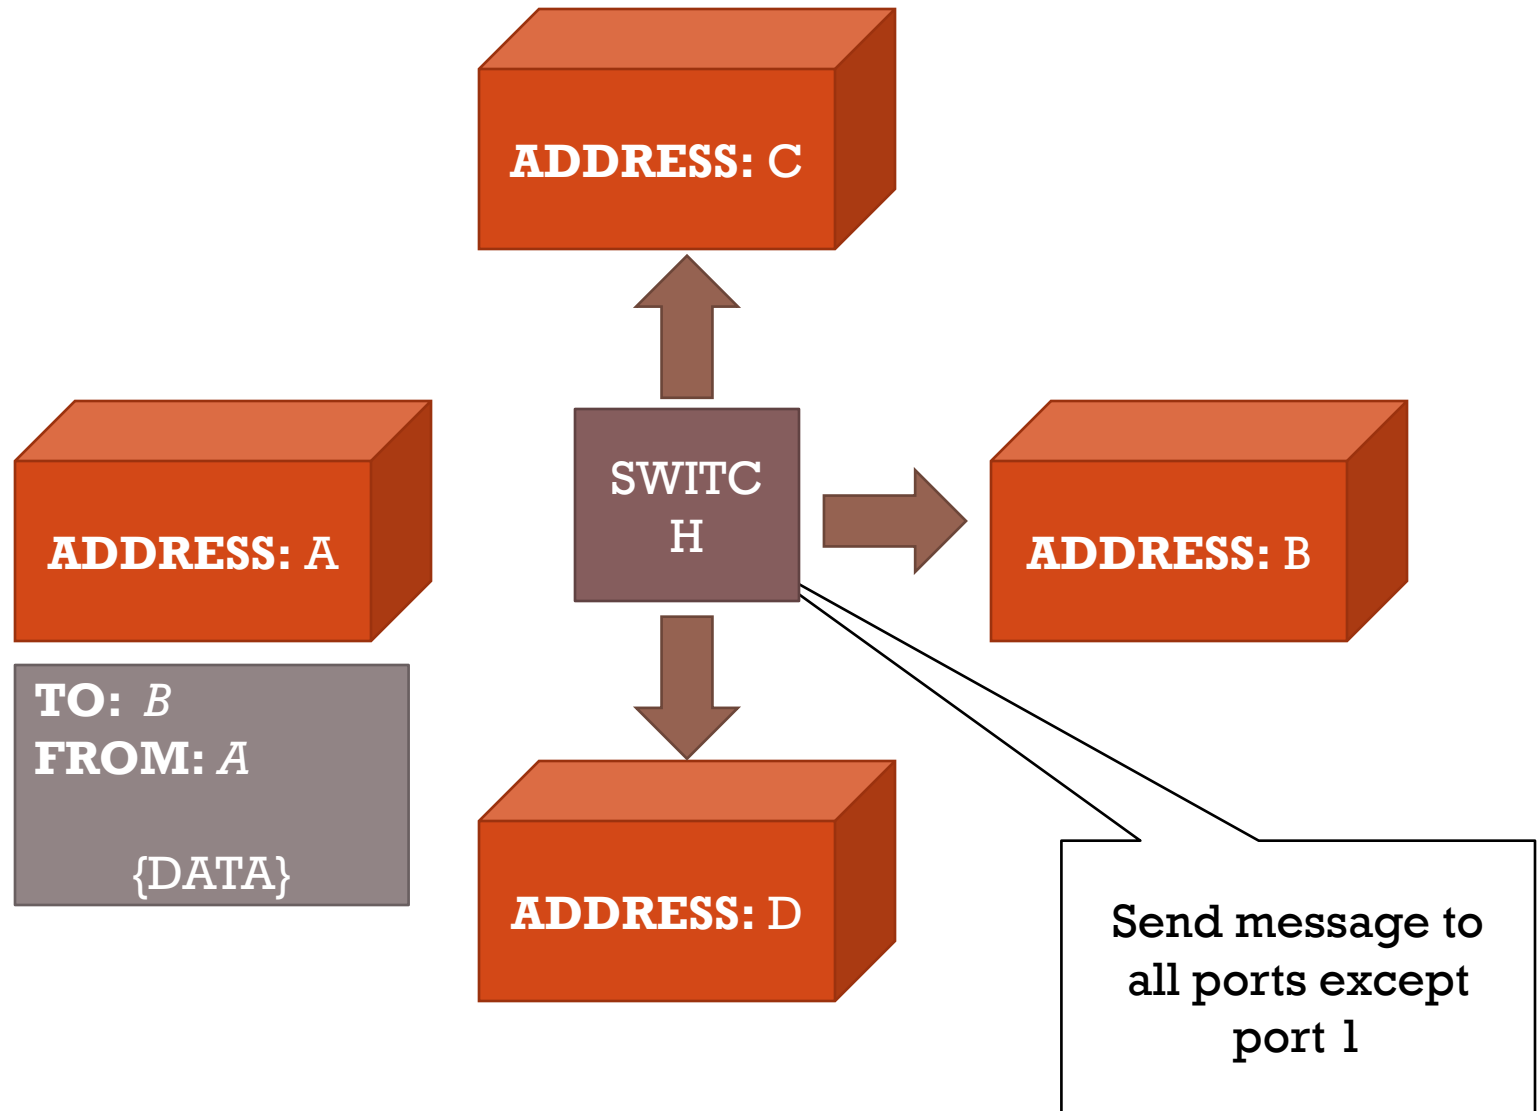 ADDRESS: C
ADDRESS: A
SWITC
H
ADDRESS: B
TO: B
FROM: A
{DATA}
ADDRESS: D
Send message to
all ports except
port 1